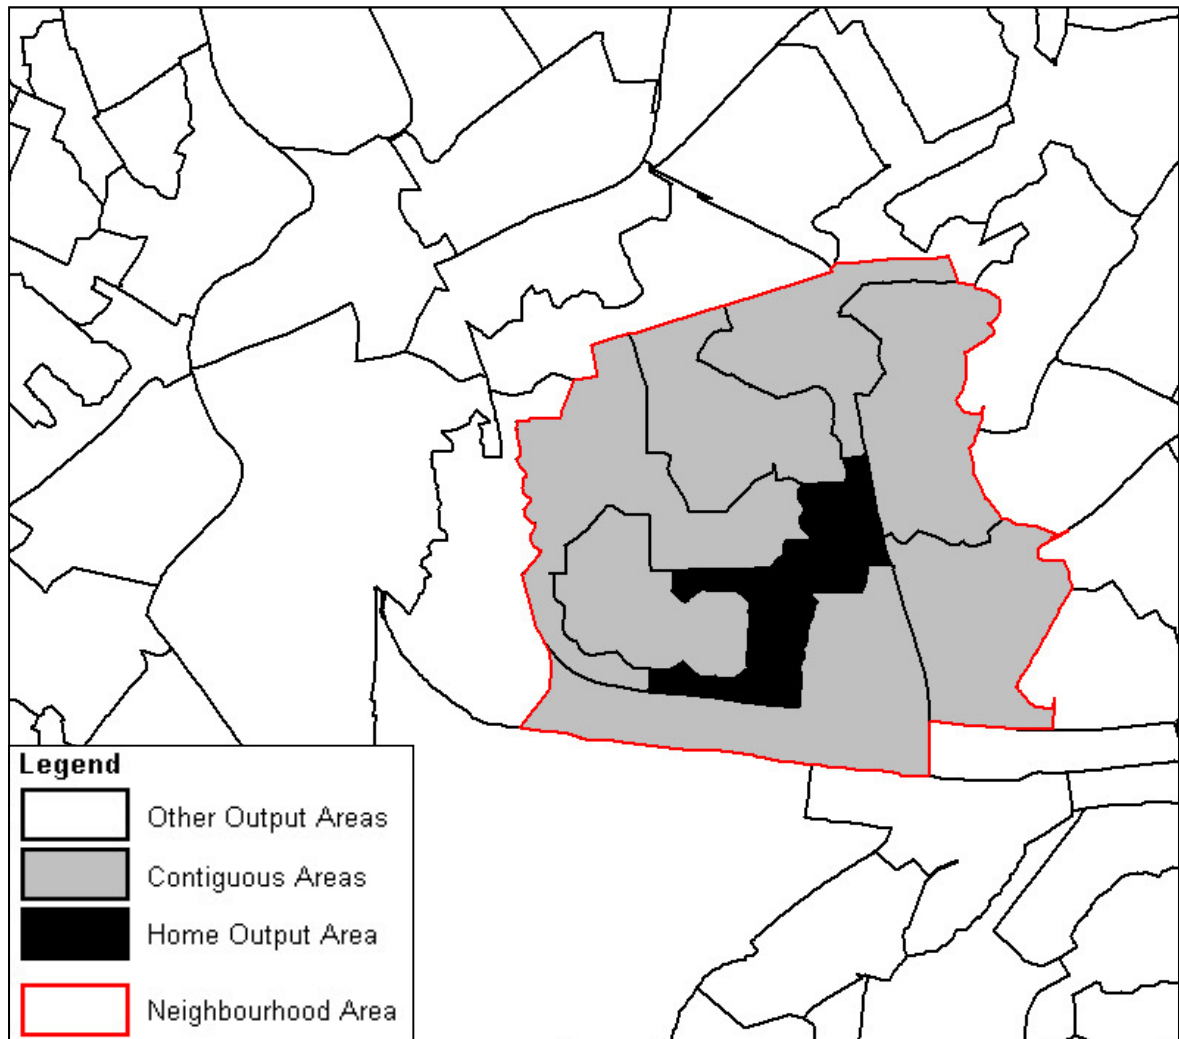 Legend
Other Output Areas
Contiguous Areas
Home Output Area
Neighbourhood Area